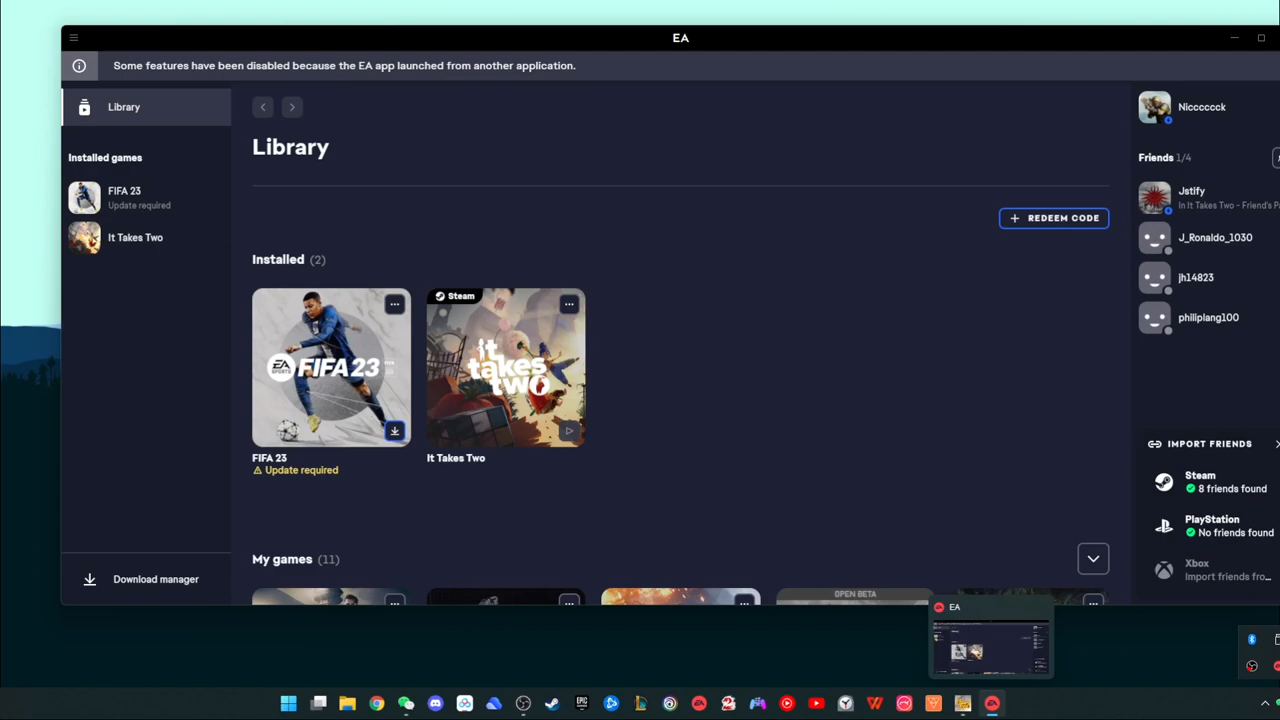 EA
Some features have been disabled because the EA app launched from another application.
Library
Installed games
FIFA 23
Update required
It Takes Two
Download manager
Library
REDEEM CODE
Installed (2)
Steam
EA SPORTS FIFA 23
it takes two
FIFA 23
Update required
It Takes Two
My games (11)
OPEN BETA
Nicccccck
Friends 1/4
Jstify
In It Takes Two - Friend's Pa
J_Ronaldo_1030
jh14823
philiplang100
IMPORT FRIENDS
Steam
8 friends found
PlayStation
No friends found
Xbox
Import friends fro...
EA
EPIC